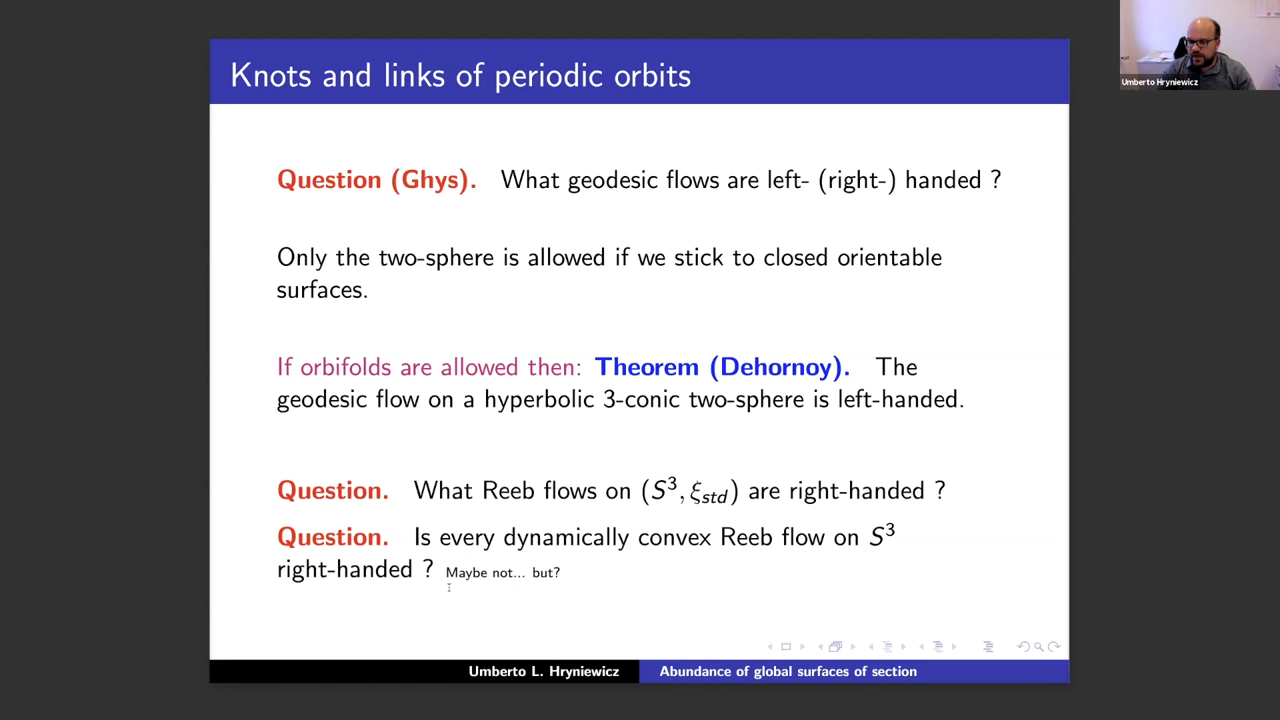 Knots and links of periodic orbits
Umberto Hryniewicz
Question (Ghys). What geodesic flows are left- (right-) handed ?
Only the two-sphere is allowed if we stick to closed orientable
surfaces.
If orbifolds are allowed then: Theorem (Dehornoy). The
geodesic flow on a hyperbolic 3-conic two-sphere is left-handed.
Question. What Reeb flows on (S³, ξstd) are right-handed ?
Question. Is every dynamically convex Reeb flow on S³
right-handed ? Maybe not... but?
Umberto L. Hryniewicz Abundance of global surfaces of section